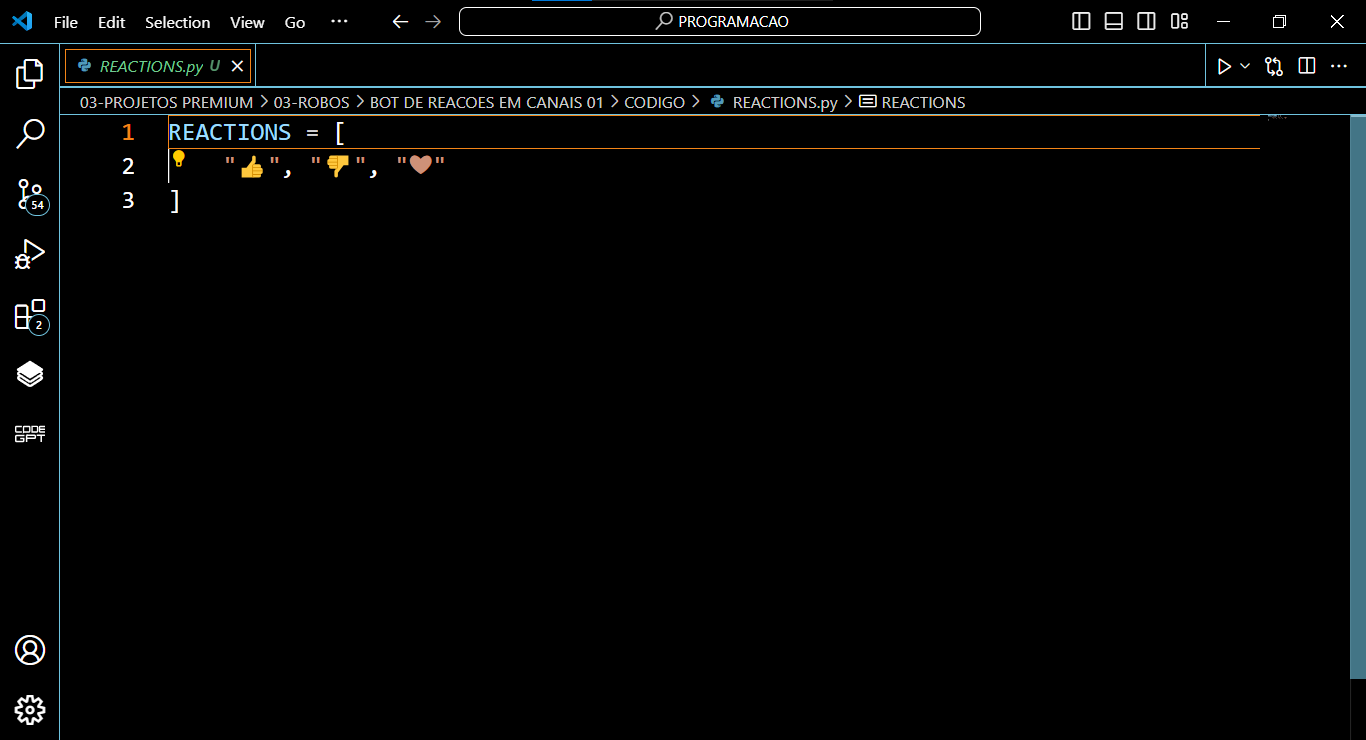 File Edit Selection View Go ··· PROGRAMACAO
REACTIONS.py U
03-PROJETOS PREMIUM > 03-ROBOS > BOT DE REACOES EM CANAIS 01 > CODIGO > REACTIONS.py > REACTIONS
1 REACTIONS = [
2 "👍", "👎", "♥"
3 ]
54
2
CODE
GPT